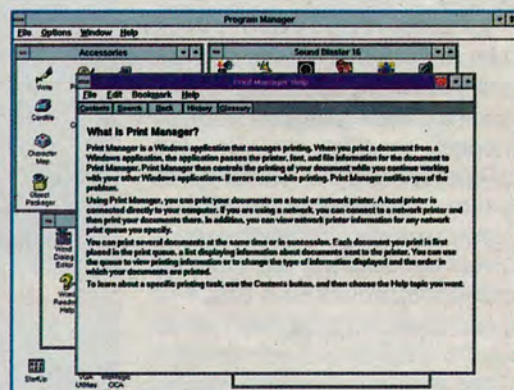 Program Manager
File Options Window Help
Accessories
Sound Blaster 16
Write
Cardfile
Character
Map
Object
Packager
Print Manager Help
File Edit Bookmark Help
Contents Search Back History Glossary
What is Print Manager?
Print Manager is a Windows application that manages printing. When you print a document from a
Windows application, the application passes the printer, font, and file information for the document to
Print Manager. Print Manager then controls the printing of your document while you continue working
with your other Windows applications. If errors occur while printing, Print Manager notifies you of the
problem.
Using Print Manager, you can print your documents on a local or network printer. A local printer is
connected directly to your computer. If you are using a network, you can connect to a network printer and
then print your documents there. In addition, you can view network printer information for any network
print queue you specify.
You can print several documents at the same time or in succession. Each document you print is first
placed in the print queue, a list displaying information about documents sent to the printer. You can use
the queue to view printing information or to change the type of information displayed and the order in
which your documents are printed.
To learn about a specific printing task, use the Contents button, and then choose the Help topic you want.
Word
Dialog
Editor
Word
Readme
Help
StartUp
VGA
Utilities